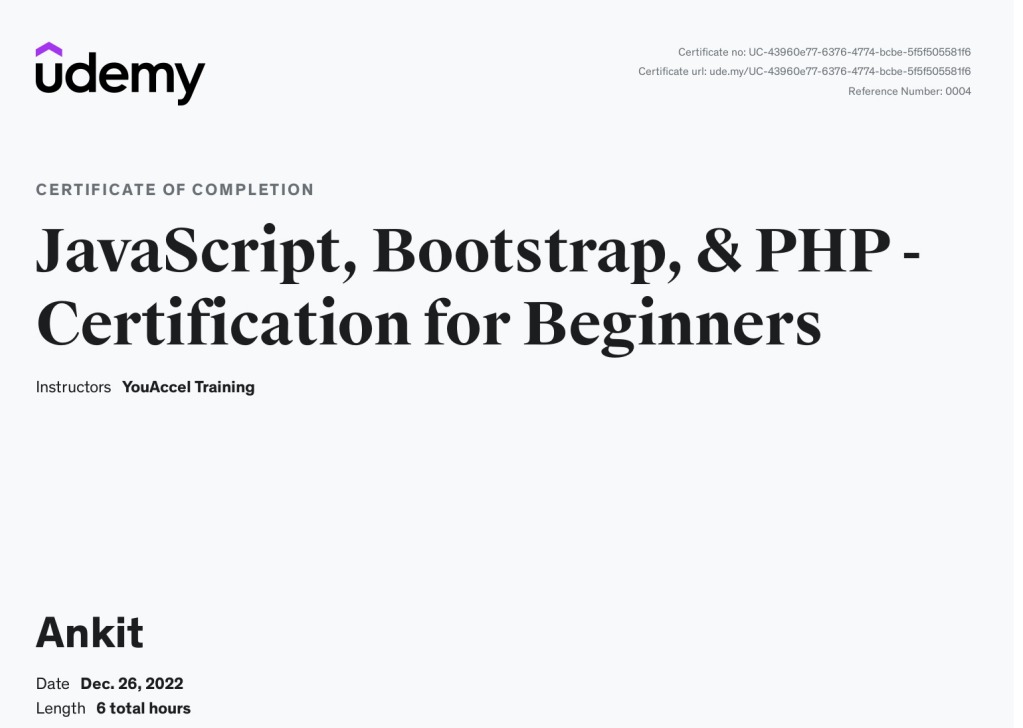 udemy
Certificate no: UC-43960e77-6376-4774-bcbe-5f5f505581f6
Certificate url: ude.my/UC-43960e77-6376-4774-bcbe-5f5f505581f6
Reference Number: 0004
CERTIFICATE OF COMPLETION
JavaScript, Bootstrap, & PHP -
Certification for Beginners
Instructors YouAccel Training
Ankit
Date Dec. 26, 2022
Length 6 total hours